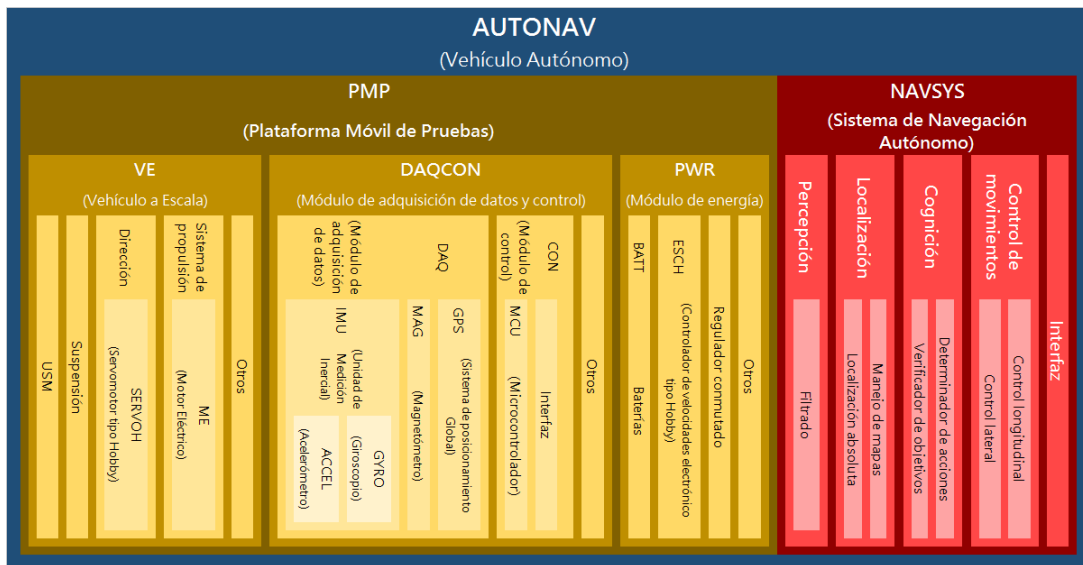 AUTONAV
(Vehículo Autónomo)
PMP
(Plataforma Móvil de Pruebas)
VE
(Vehículo a Escala)
USM
Suspensión
Dirección
SERVOH
(Servomotor tipo Hobby)
Sistema de
propulsión
ME
(Motor Eléctrico)
Otros
DAQCON
(Módulo de adquisición de datos y control)
DAQ
(Módulo de
adquisición
de datos)
IMU
(Unidad de
Medición
Inercial)
ACCEL
(Acelerómetro)
GYRO
(Giroscopio)
MAG
(Magnetómetro)
GPS
(Sistema de posicionamiento
Global)
CON
(Módulo de
control)
MCU
(Microcontrolador)
Interfaz
Otros
PWR
(Módulo de energía)
BATT
Baterías
ESCH
(Controlador de velocidades electrónico
tipo Hobby)
Regulador conmutado
Otros
NAVSYS
(Sistema de Navegación
Autónomo)
Percepción
Filtrado
Localización
Localización absoluta
Manejo de mapas
Cognición
Verificador de objetivos
Determinador de acciones
Control de
movimientos
Control lateral
Control longitudinal
Interfaz